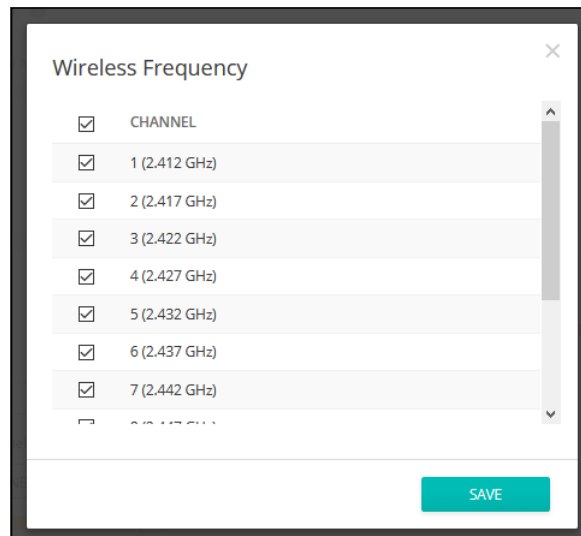 Wireless Frequency
CHANNEL
1 (2.412 GHz)
2 (2.417 GHz)
3 (2.422 GHz)
4 (2.427 GHz)
5 (2.432 GHz)
6 (2.437 GHz)
7 (2.442 GHz)
SAVE